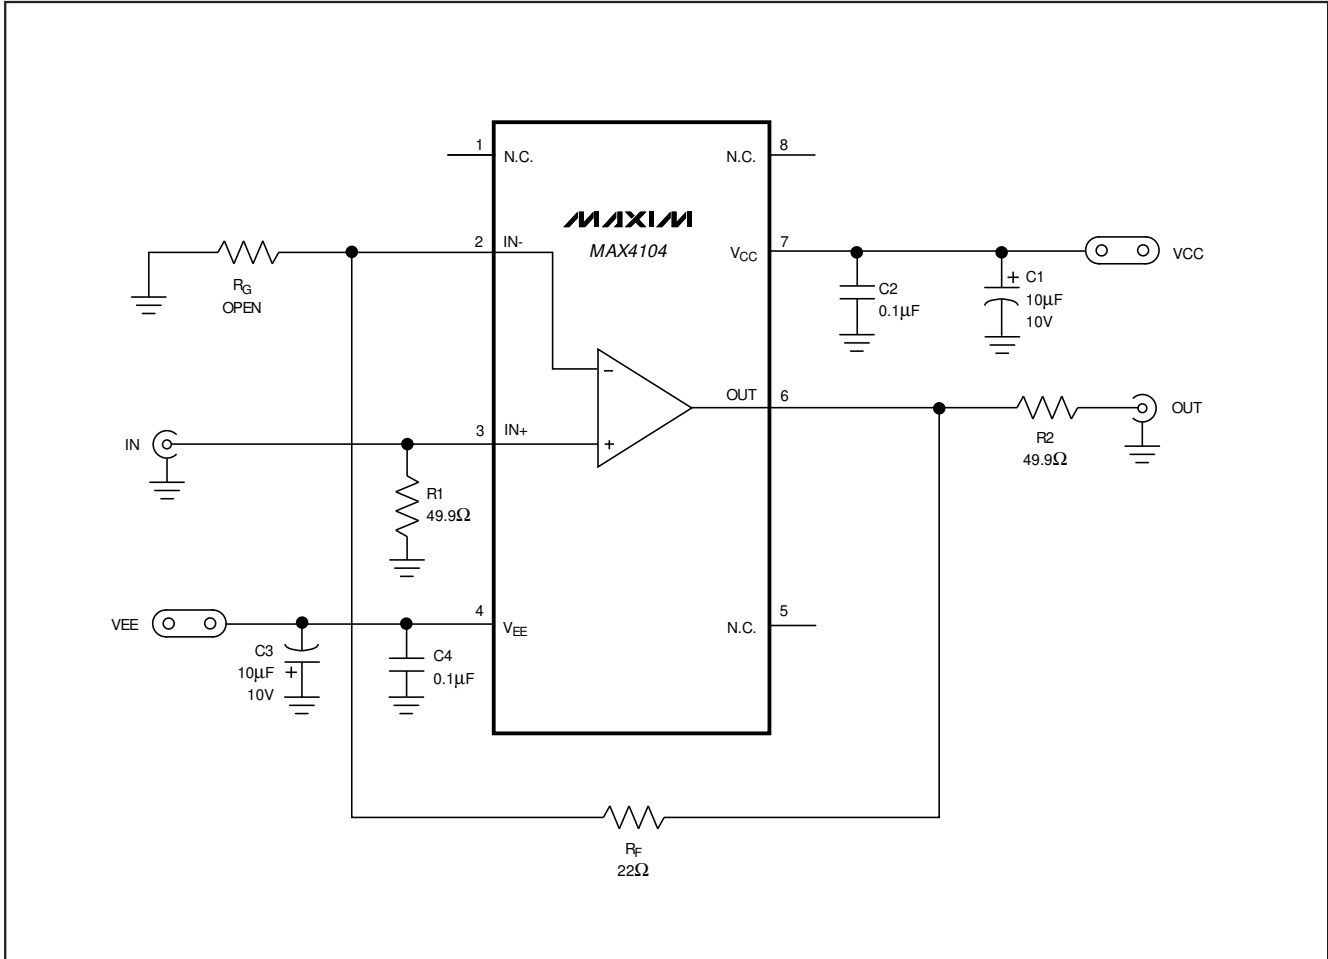 1
N.C.
8
N.C.
MAXIM
MAX4104
2
IN-
7
VCC
VCC
RG
OPEN
C2
0.1µF
+
C1
10µF
10V
−
OUT
6
OUT
R2
49.9Ω
IN
3
IN+
+
R1
49.9Ω
VEE
4
VEE
5
N.C.
C3
10µF
+
10V
C4
0.1µF
RF
22Ω